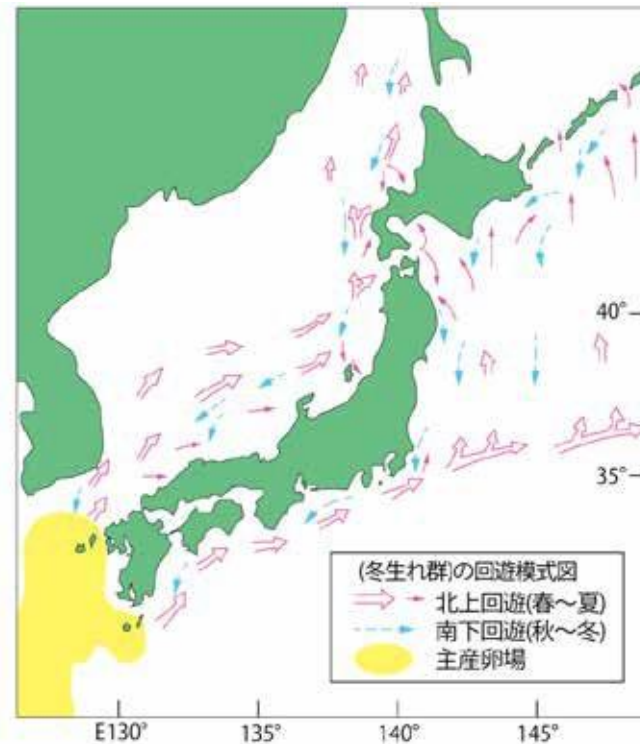 40°
35°
(冬生れ群)の回遊模式図
北上回遊(春～夏)
南下回遊(秋～冬)
主産卵場
E130°
135°
140°
145°